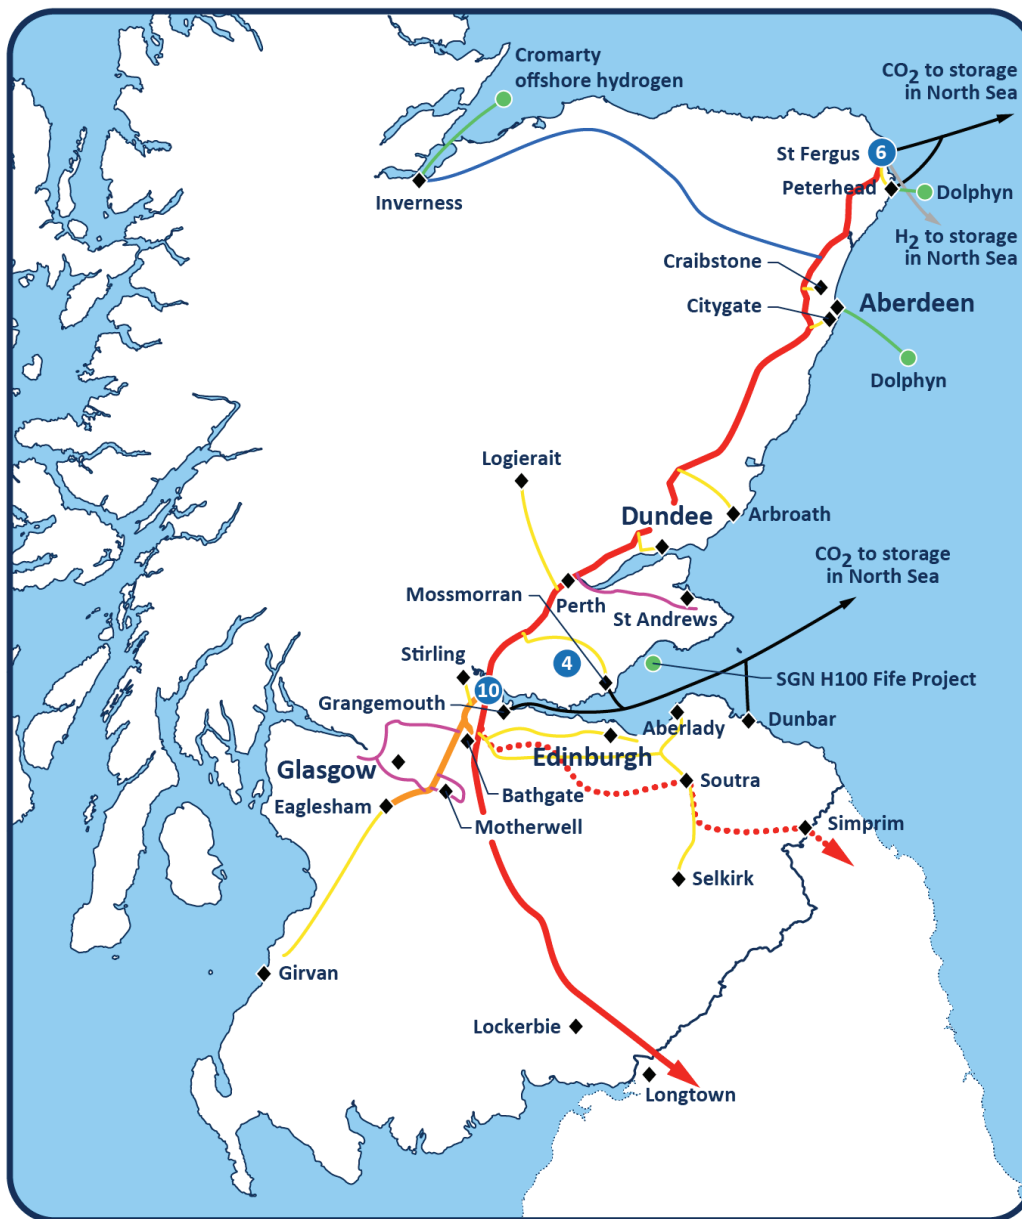 Cromarty
offshore hydrogen
CO2 to storage
in North Sea
St Fergus
6
Peterhead
Dolphyn
Inverness
H2 to storage
in North Sea
Craibstone
Citygate
Aberdeen
Dolphyn
Logierait
Dundee
Arbroath
CO2 to storage
in North Sea
Mossmorran
Perth
St Andrews
Stirling
4
10
SGN H100 Fife Project
Grangemouth
Aberlady
Dunbar
Edinburgh
Glasgow
Soutra
Eaglesham
Bathgate
Motherwell
Simprim
Selkirk
Girvan
Lockerbie
Longtown